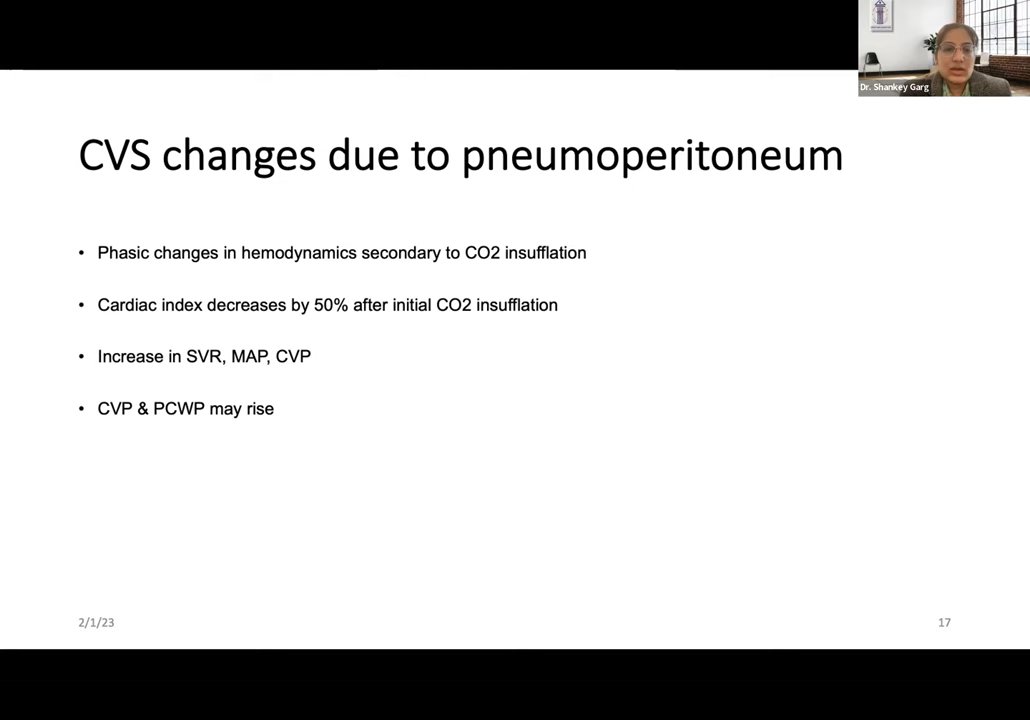 Dr. Shankey Garg
CVS changes due to pneumoperitoneum
• Phasic changes in hemodynamics secondary to CO2 insufflation
• Cardiac index decreases by 50% after initial CO2 insufflation
• Increase in SVR, MAP, CVP
• CVP & PCWP may rise
2/1/23
17